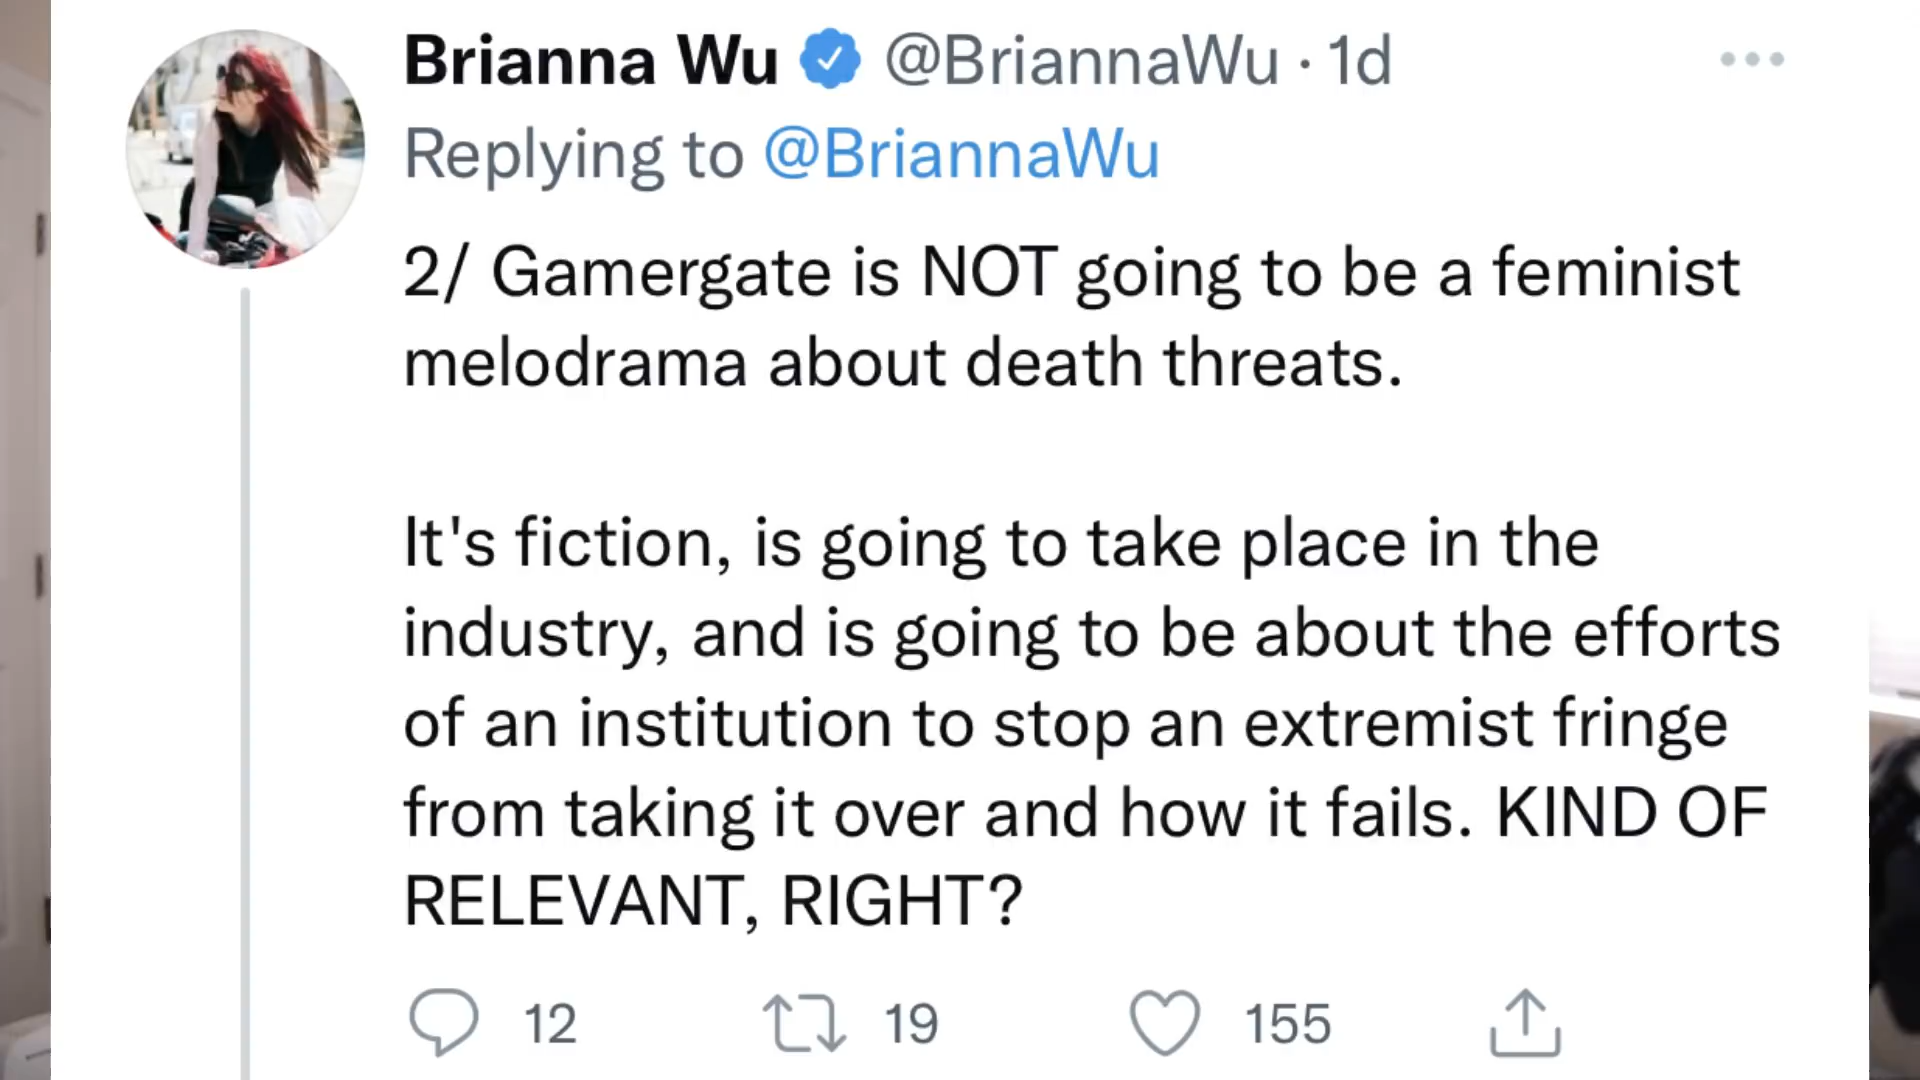 Brianna Wu @BriannaWu · 1d
Replying to @BriannaWu
2/ Gamergate is NOT going to be a feminist
melodrama about death threats.
It's fiction, is going to take place in the
industry, and is going to be about the efforts
of an institution to stop an extremist fringe
from taking it over and how it fails. KIND OF
RELEVANT, RIGHT?
12 19 155